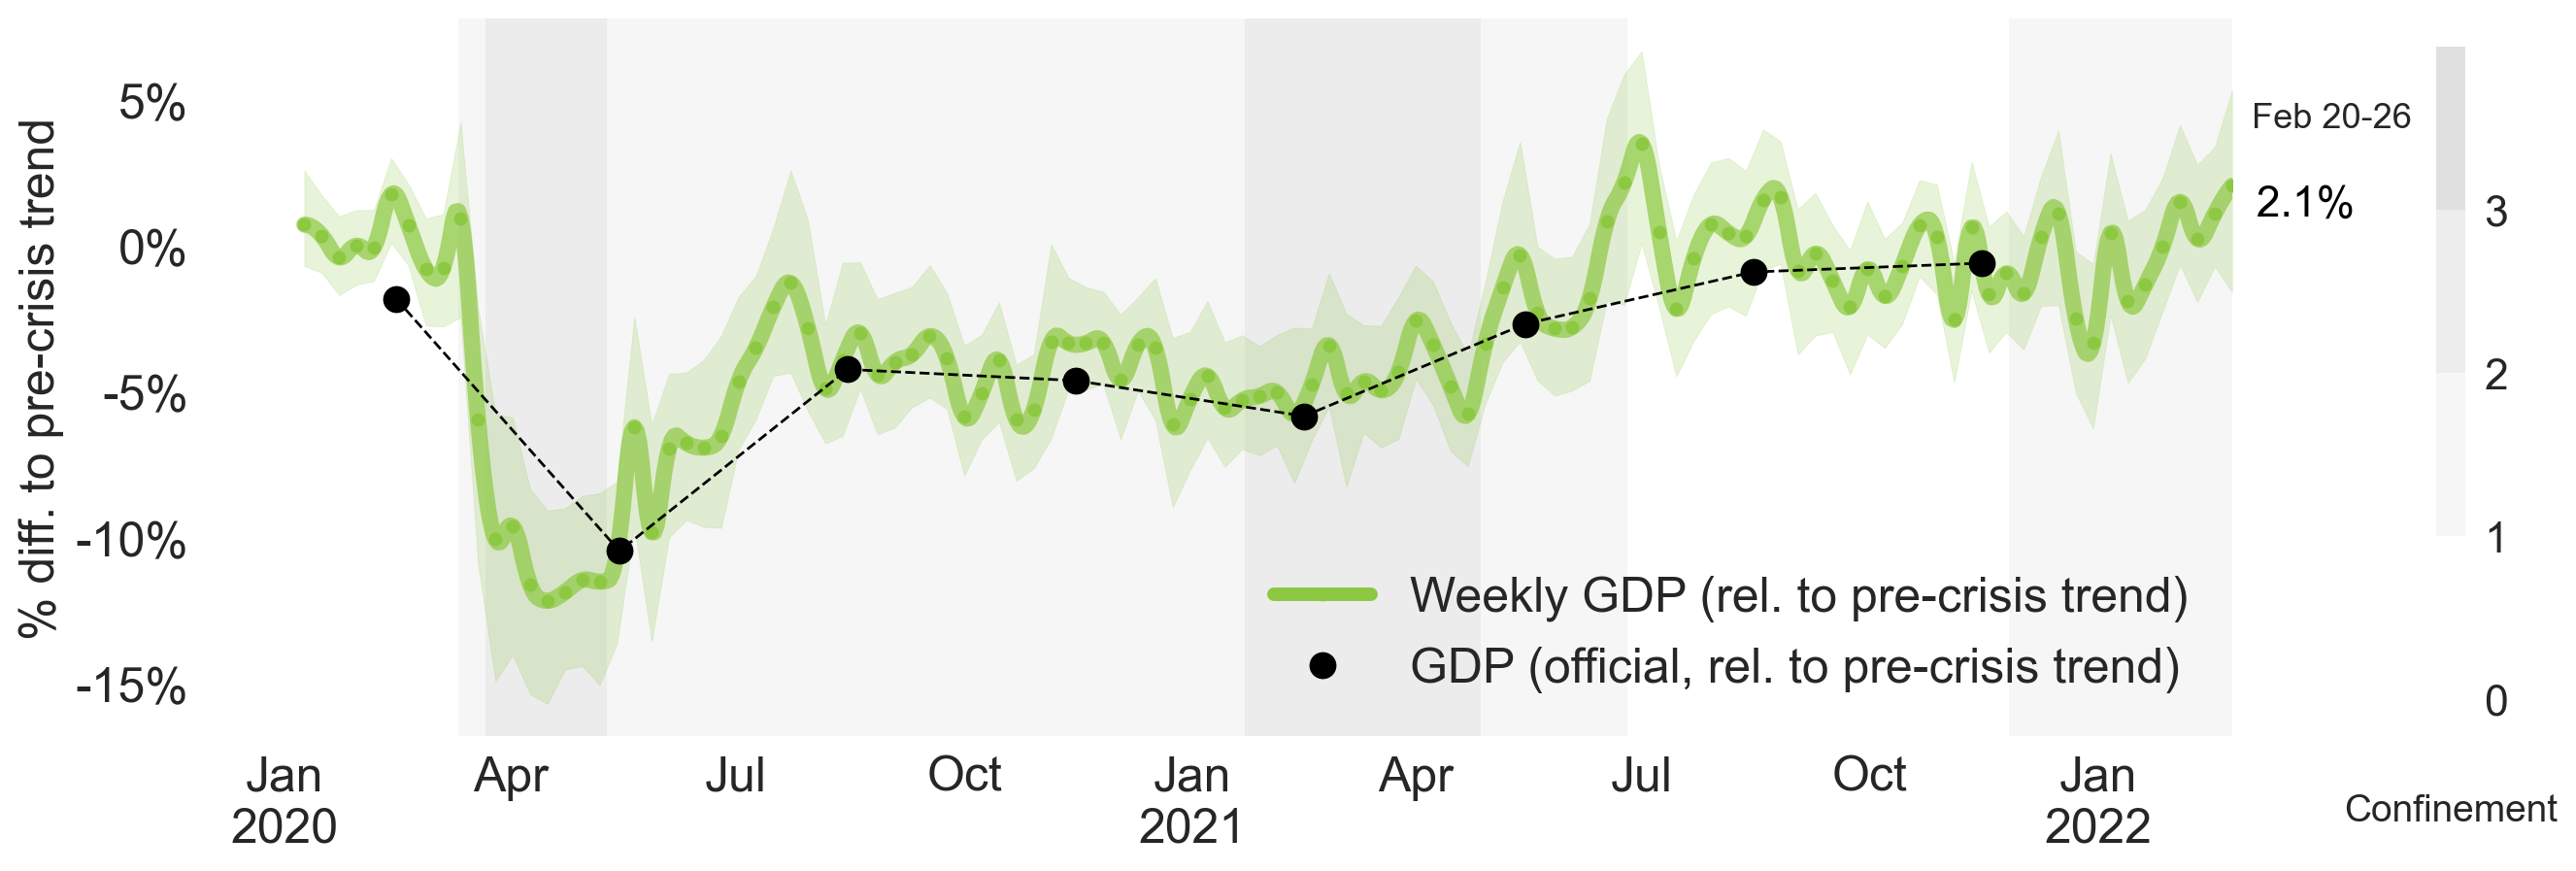 % diff. to pre-crisis trend
5%
0%
-5%
-10%
-15%
Jan
2020
Apr
Jul
Oct
Jan
2021
Apr
Jul
Oct
Jan
2022
Weekly GDP (rel. to pre-crisis trend)
GDP (official, rel. to pre-crisis trend)
Feb 20-26
2.1%
3
2
1
0
Confinement